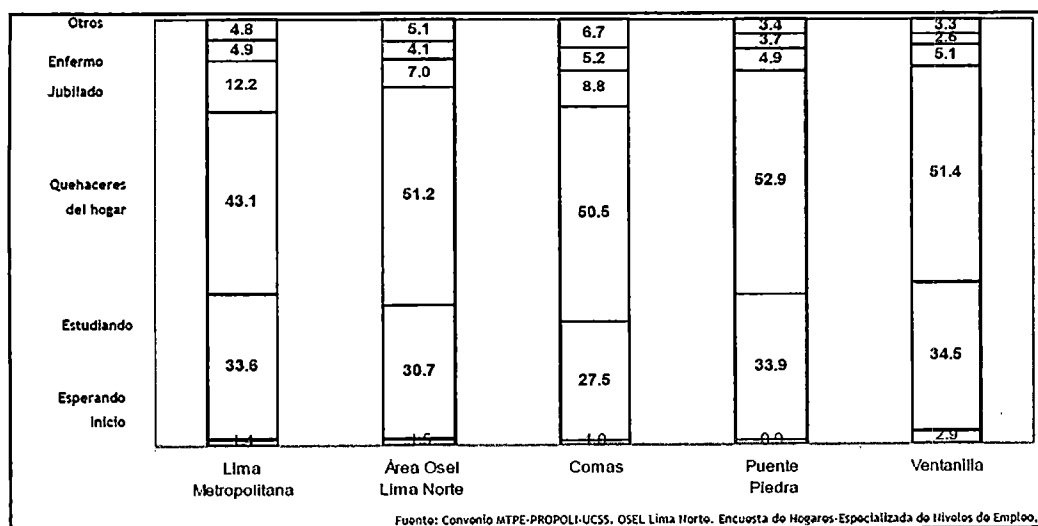 Otros
4.8
5.1
6.7
3.4
3.3
Enfermo
4.9
4.1
5.2
3.7
2.6
Jubilado
12.2
7.0
8.8
4.9
5.1
Quehaceres
del hogar
43.1
51.2
50.5
52.9
51.4
Estudiando
33.6
30.7
27.5
33.9
34.5
Esperando
Inicio
2.9
Lima
Metropolitana
Área Osel
Lima Norte
Comas
Puente
Piedra
Ventanilla
Fuente: Convenio MTPE-PROPOLI-UCSS, OSEL Lima Norte. Encuesta de Hogares-Especializada de Niveles de Empleo,